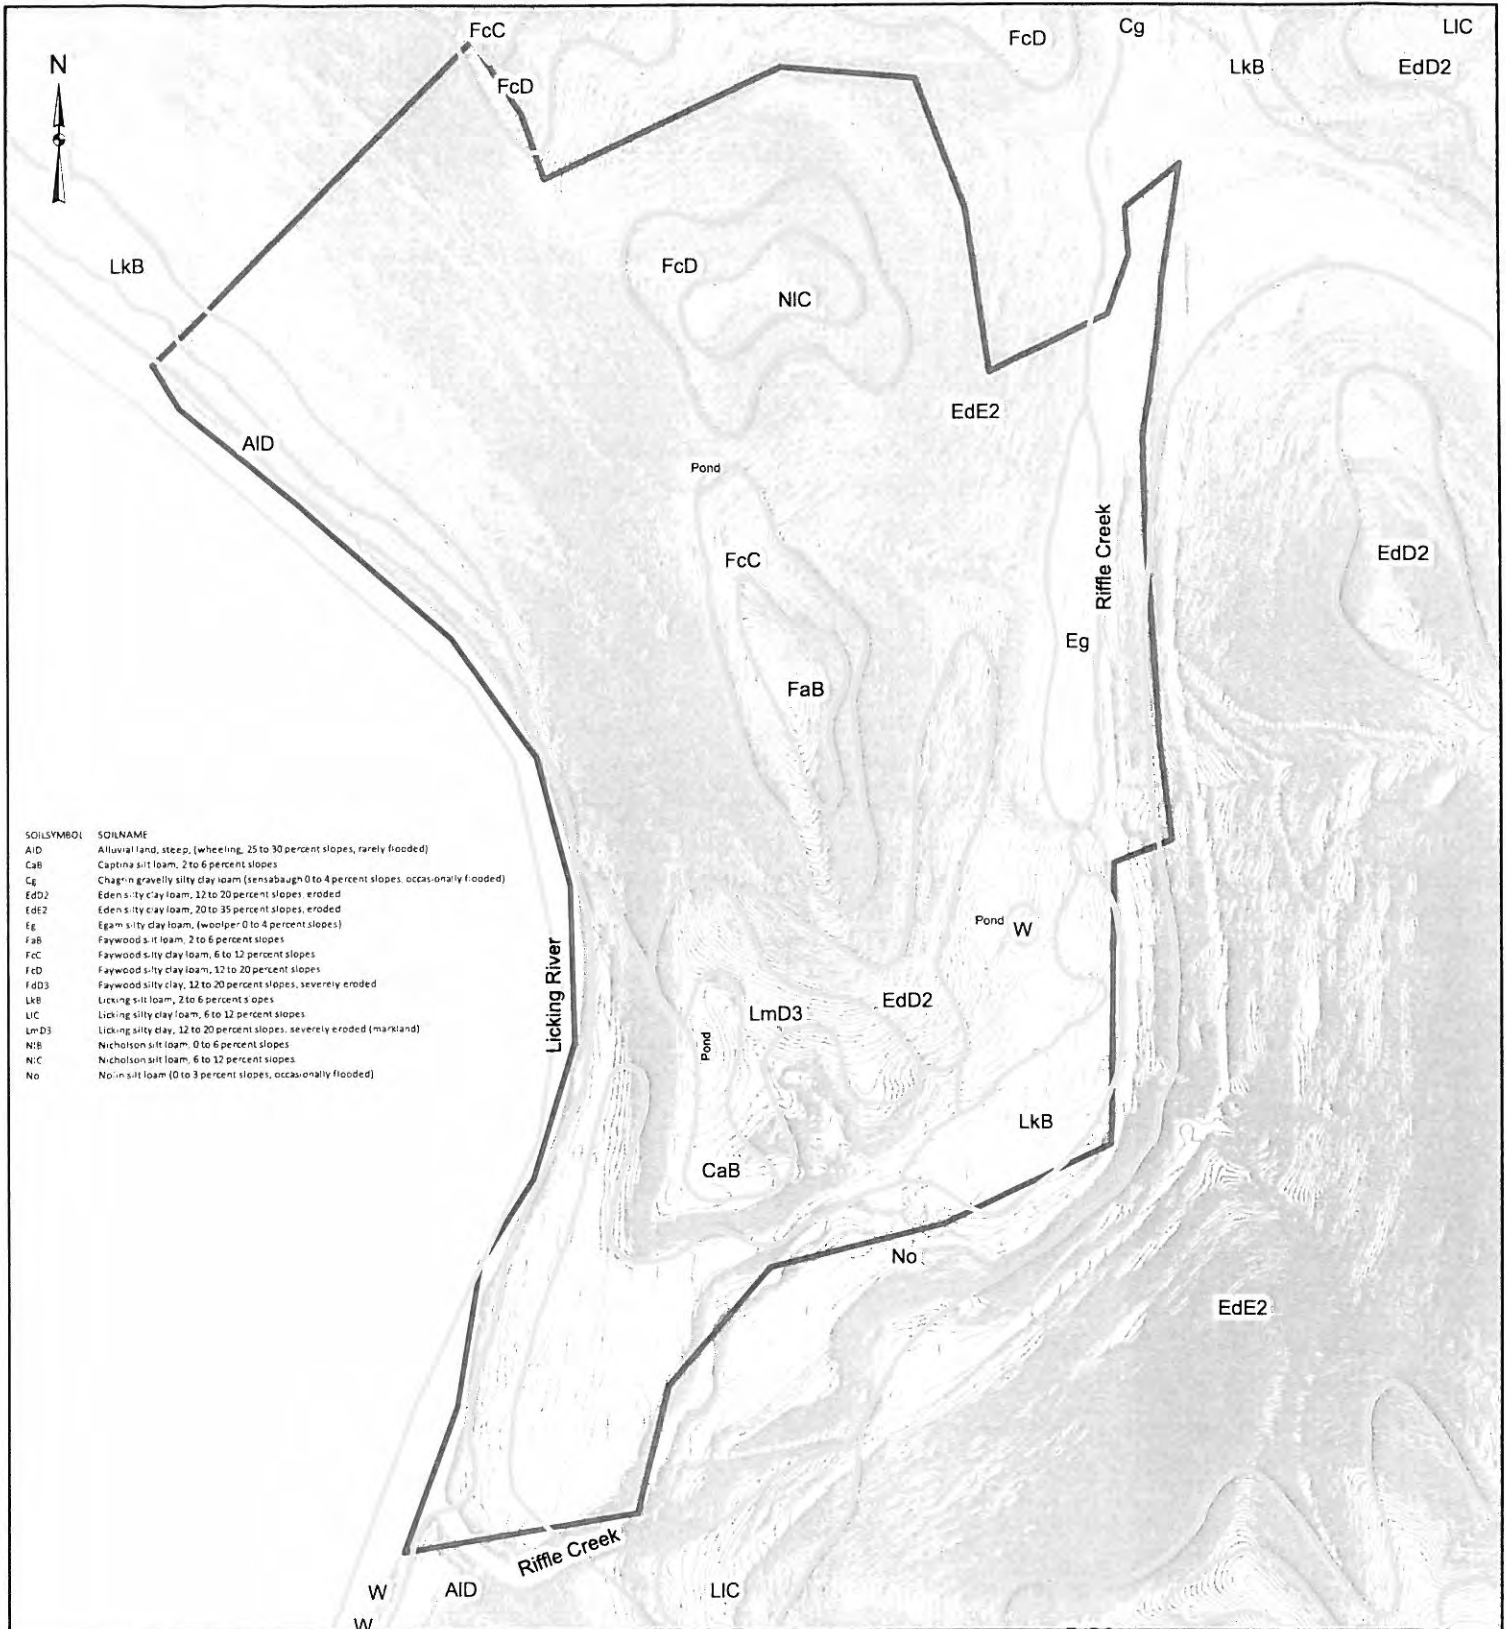 FcC
FcD
Cg
LIC
N
LkB
EdD2
FcD
LkB
FcD
NIC
EdE2
AID
Pond
FcC
Riffle Creek
EdD2
Eg
FaB
SOILSYMBOL SOILNAME
AID Alluvial land, steep, (wheeling, 25 to 30 percent slopes, rarely flooded)
CaB Captina silt loam, 2 to 6 percent slopes
Cg Chagrin gravelly silty clay loam (sensabaugh 0 to 4 percent slopes, occasionally flooded)
EdD2 Eden silty clay loam, 12 to 20 percent slopes, eroded
EdE2 Eden silty clay loam, 20 to 35 percent slopes, eroded
Eg Egam silty clay loam, (woolper 0 to 4 percent slopes)
FaB Faywood silt loam, 2 to 6 percent slopes
FcC Faywood silty clay loam, 6 to 12 percent slopes
FcD Faywood silty clay loam, 12 to 20 percent slopes
FdD3 Faywood silty clay, 12 to 20 percent slopes, severely eroded
LkB Licking silt loam, 2 to 6 percent slopes
LIC Licking silty clay loam, 6 to 12 percent slopes
LmD3 Licking silty clay, 12 to 20 percent slopes, severely eroded (markland)
NIB Nicholson silt loam, 0 to 6 percent slopes
NIC Nicholson silt loam, 6 to 12 percent slopes
No Nolin silt loam (0 to 3 percent slopes, occasionally flooded)
Pond
W
Licking River
EdD2
LmD3
Pond
LkB
CaB
No
EdE2
Riffle Creek
W
AID
LIC
W